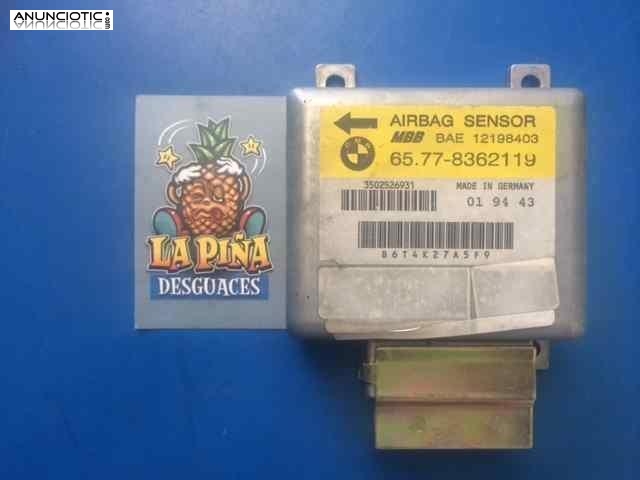 ANUNCIOTIC.com
LA PIÑA
DESGUACES
AIRBAG SENSOR
MBB BAE 12198403
65.77-8362119
3502526931 MADE IN GERMANY
01 94 43
86T4K27A5F9